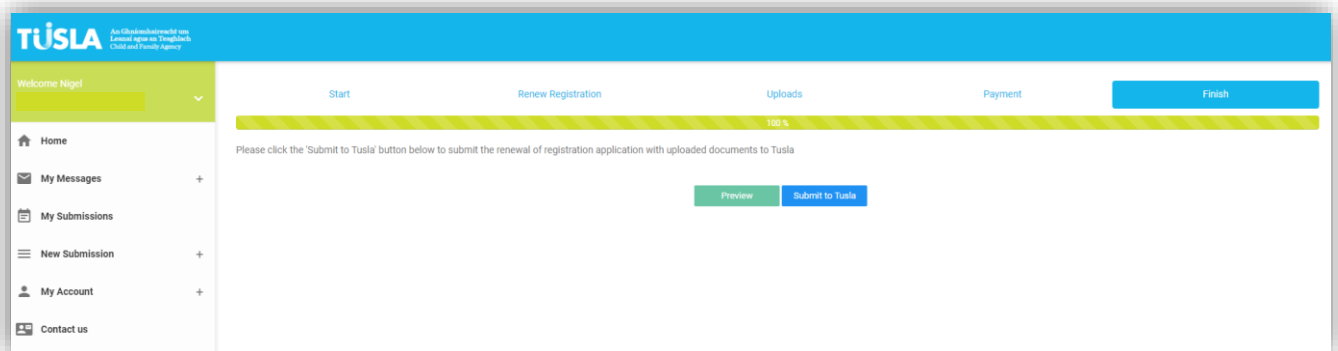 TUSLA
An Ghníomhaireacht um
Leanaí agus an Teaghlach
Child and Family Agency
Welcome Nigel
Start
Renew Registration
Uploads
Payment
Finish
100 %
Home
Please click the 'Submit to Tusla' button below to submit the renewal of registration application with uploaded documents to Tusla
My Messages +
Preview
Submit to Tusla
My Submissions
New Submission +
My Account +
Contact us